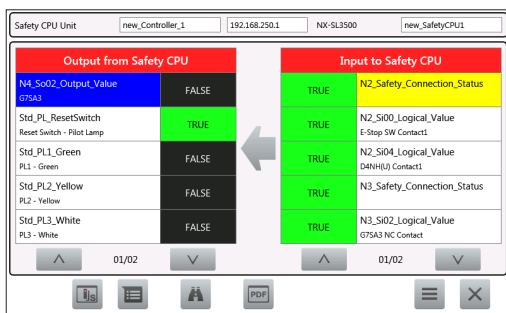 Safety CPU Unit new_Controller_1 192.168.250.1 NX-SL3500 new_SafetyCPU1
Output from Safety CPU
N4_So02_Output_Value FALSE
G7SA3
Std_PL_ResetSwitch TRUE
Reset Switch - Pilot Lamp
Std_PL1_Green FALSE
PL1 - Green
Std_PL2_Yellow FALSE
PL2 - Yellow
Std_PL3_White FALSE
PL3 - White
01/02
Input to Safety CPU
TRUE N2_Safety_Connection_Status
TRUE N2_Si00_Logical_Value
E-Stop SW Contact1
TRUE N2_Si04_Logical_Value
D4NH(U) Contact1
TRUE N3_Safety_Connection_Status
TRUE N3_Si02_Logical_Value
G7SA3 NC Contact
01/02
PDF